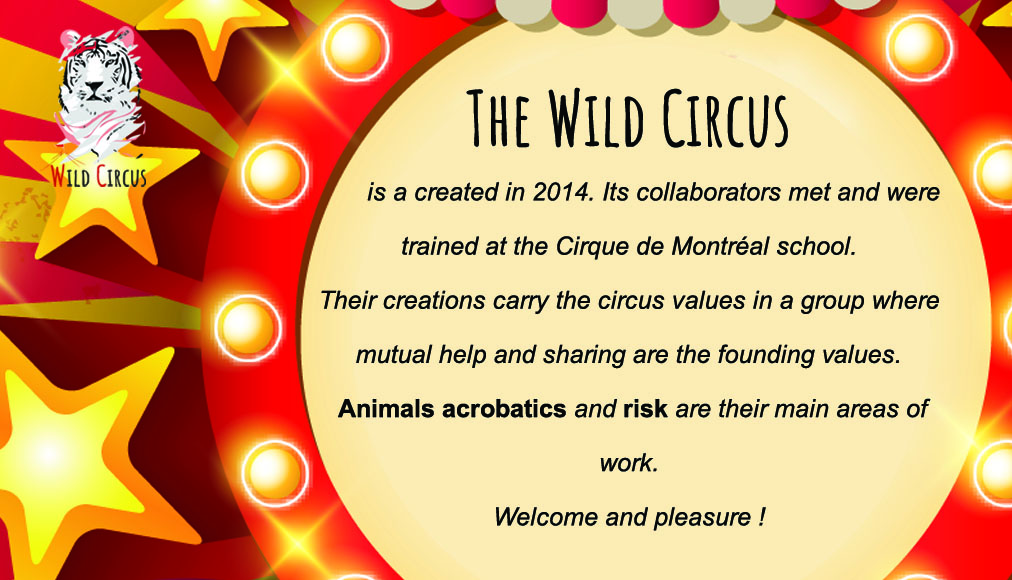 WILD CIRCUS
THE WILD CIRCUS
is a created in 2014. Its collaborators met and were
trained at the Cirque de Montréal school.
Their creations carry the circus values in a group where
mutual help and sharing are the founding values.
Animals acrobatics and risk are their main areas of
work.
Welcome and pleasure !